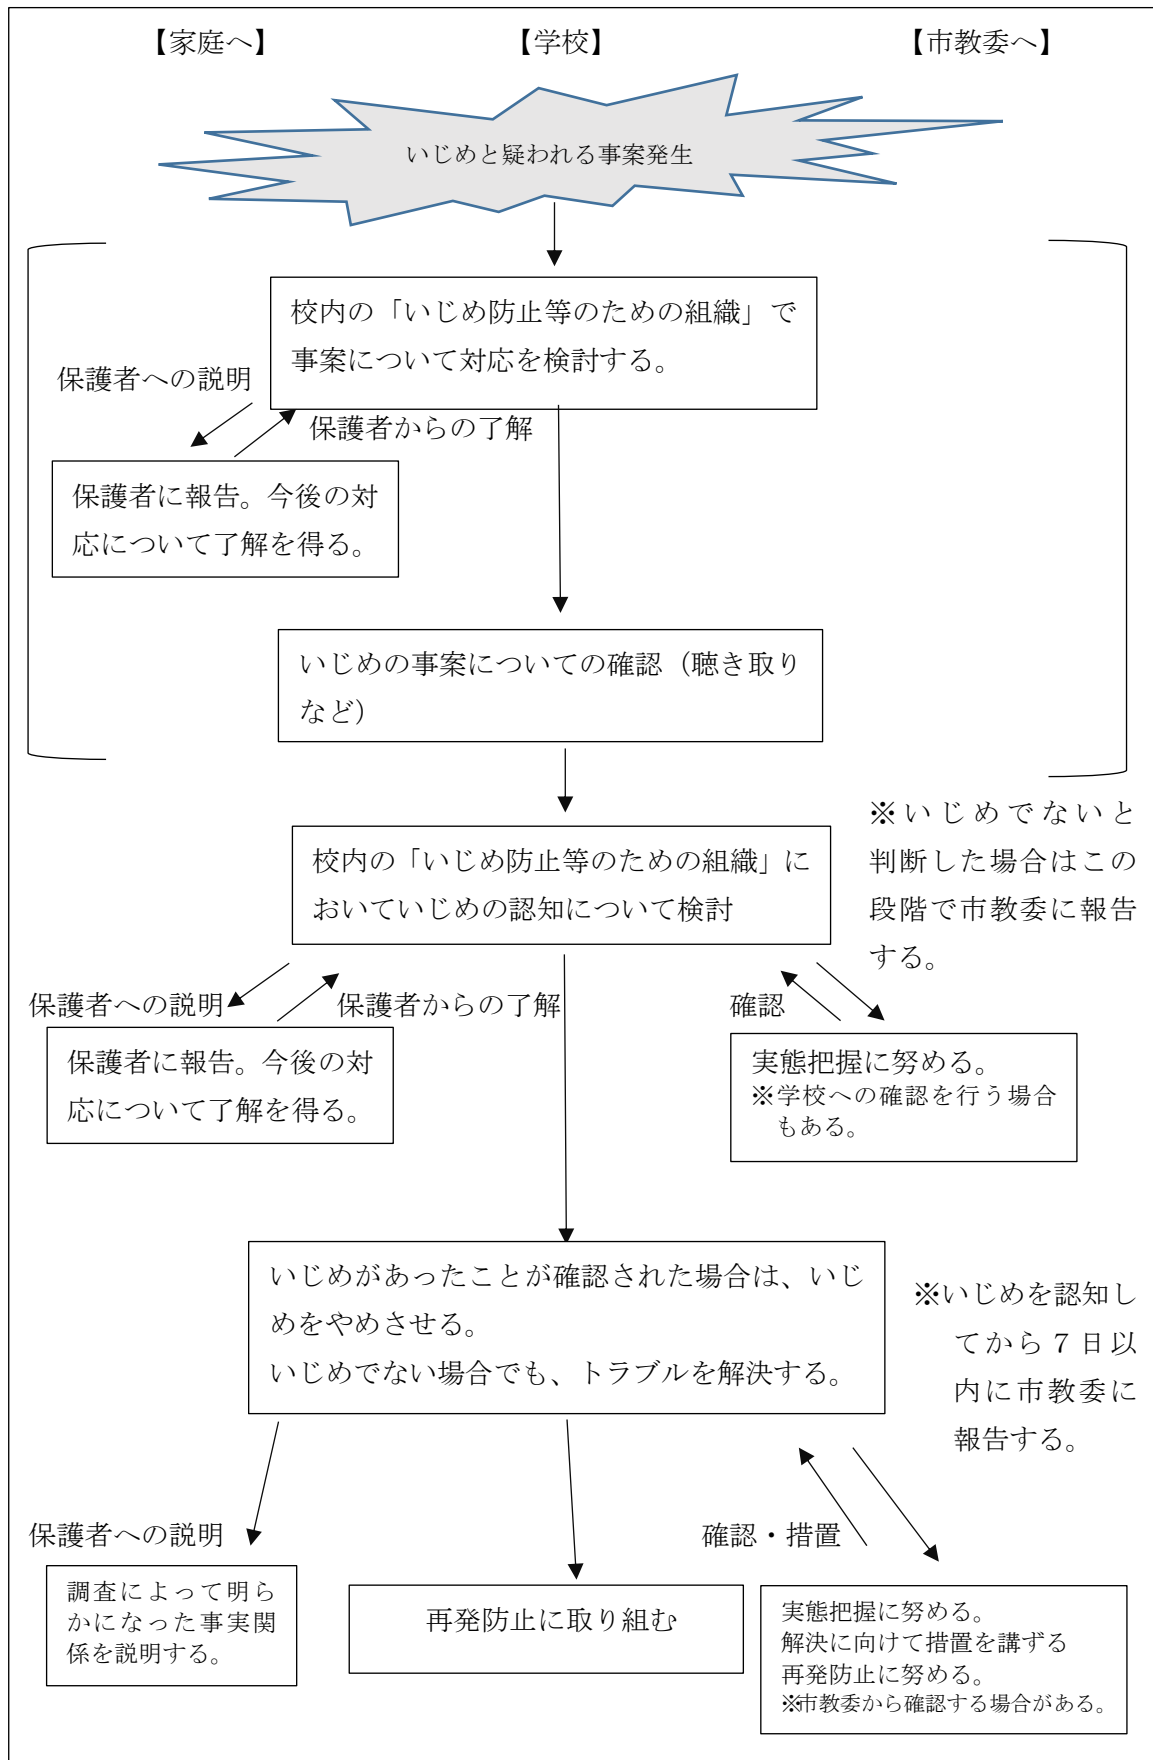 【家庭へ】
【学校】
【市教委へ】
いじめと疑われる事案発生
校内の「いじめ防止等のための組織」で
事案について対応を検討する。
保護者への説明
保護者からの了解
保護者に報告。今後の対
応について了解を得る。
いじめの事案についての確認（聴き取り
など）
※いじめでないと
判断した場合はこの
段階で市教委に報告
する。
校内の「いじめ防止等のための組織」に
おいていじめの認知について検討
保護者への説明
保護者からの了解
確認
保護者に報告。今後の対
応について了解を得る。
実態把握に努める。
※学校への確認を行う場合
もある。
いじめがあったことが確認された場合は、いじ
めをやめさせる。
いじめでない場合でも、トラブルを解決する。
※いじめを認知し
てから７日以
内に市教委に
報告する。
保護者への説明
確認・措置
調査によって明ら
かになった事実関
係を説明する。
再発防止に取り組む
実態把握に努める。
解決に向けて措置を講ずる
再発防止に努める。
※市教委から確認する場合がある。